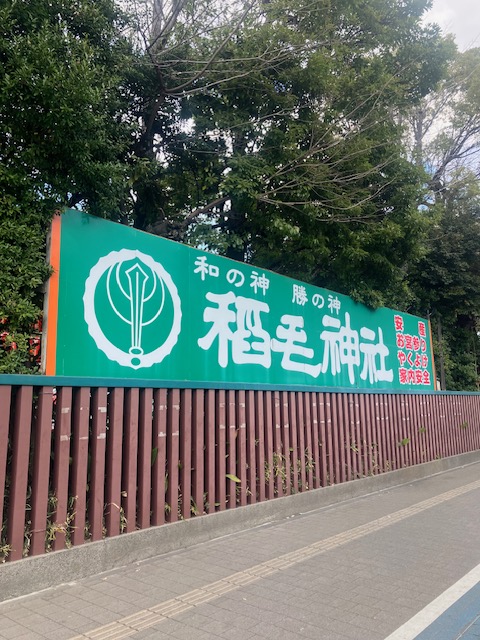 和の神 勝の神
稲毛神社
安産
お宮参り
やくよけ
家内安全